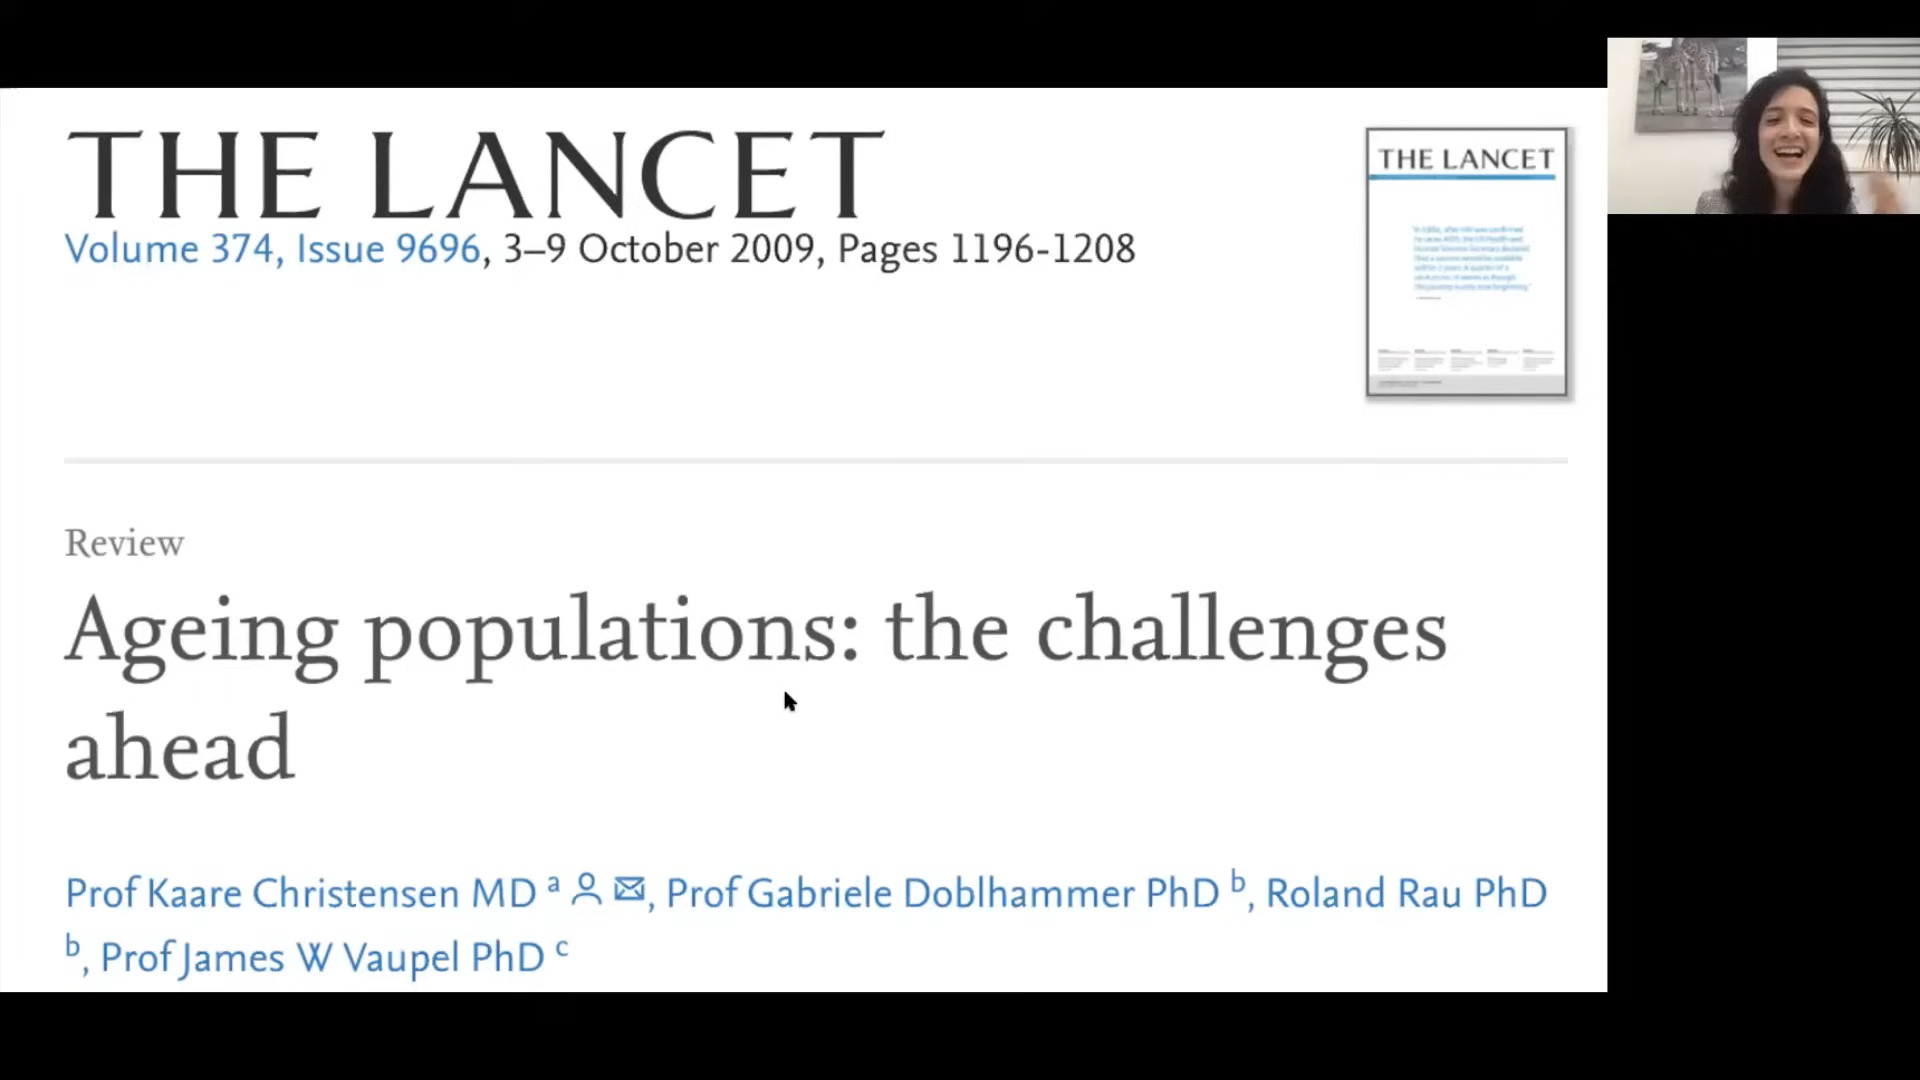 THE LANCET
Volume 374, Issue 9696, 3–9 October 2009, Pages 1196-1208
THE LANCET
Review
Ageing populations: the challenges
ahead
Prof Kaare Christensen MD a, Prof Gabriele Doblhammer PhD b, Roland Rau PhD
b, Prof James W Vaupel PhD c